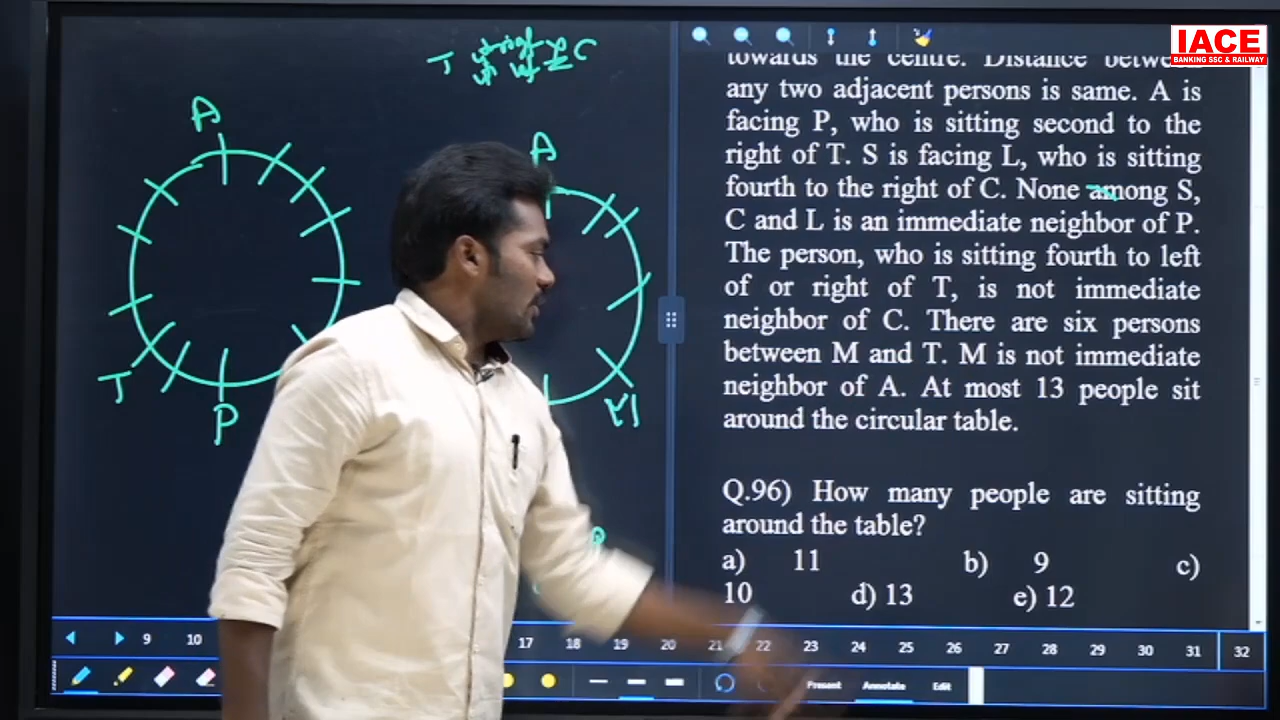 IACE
BANKING SSC & RAILWAY
towards the centre. Distance between
any two adjacent persons is same. A is
facing P, who is sitting second to the
right of T. S is facing L, who is sitting
fourth to the right of C. None among S,
C and L is an immediate neighbor of P.
The person, who is sitting fourth to left
of or right of T, is not immediate
neighbor of C. There are six persons
between M and T. M is not immediate
neighbor of A. At most 13 people sit
around the circular table.
Q.96) How many people are sitting
around the table?
a) 11 b) 9 c)
10 d) 13 e) 12
T C
A
A
T
P
M
9 10 17 18 19 20 21 22 23 24 25 26 27 28 29 30 31 32
Present Annotate Edit